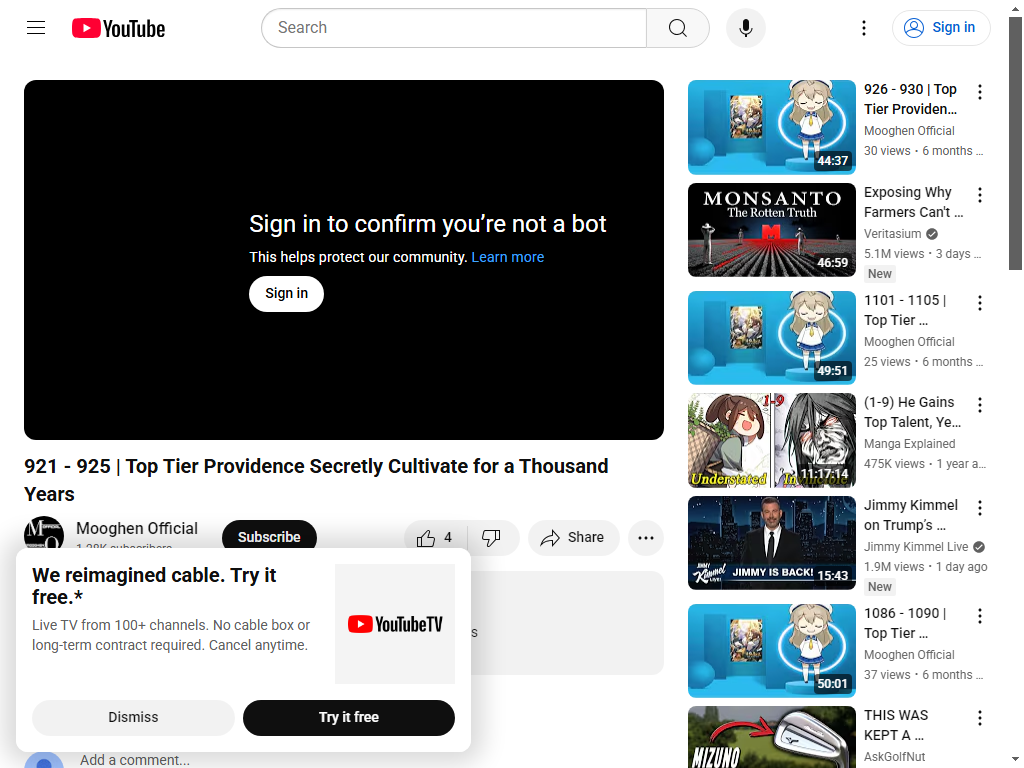 YouTube
Search
Sign in
Sign in to confirm you’re not a bot
This helps protect our community. Learn more
Sign in
921 - 925 | Top Tier Providence Secretly Cultivate for a Thousand
Years
Mooghen Official
Subscribe
4
Share
We reimagined cable. Try it
free.*
Live TV from 100+ channels. No cable box or
long-term contract required. Cancel anytime.
YouTubeTV
Dismiss
Try it free
Add a comment...
44:37
926 - 930 | Top
Tier Providen...
Mooghen Official
30 views • 6 months ...
MONSANTO
The Rotten Truth
46:59
Exposing Why
Farmers Can't ...
Veritasium
5.1M views • 3 days ...
New
49:51
1101 - 1105 |
Top Tier ...
Mooghen Official
25 views • 6 months ...
1-9
Understated
11:17:14
(1-9) He Gains
Top Talent, Ye...
Manga Explained
475K views • 1 year a...
JIMMY KIMMEL LIVE!
JIMMY IS BACK!
15:43
Jimmy Kimmel
on Trump’s ...
Jimmy Kimmel Live
1.9M views • 1 day ago
New
50:01
1086 - 1090 |
Top Tier ...
Mooghen Official
37 views • 6 months ...
MIZUNO
THIS WAS
KEPT A ...
AskGolfNut